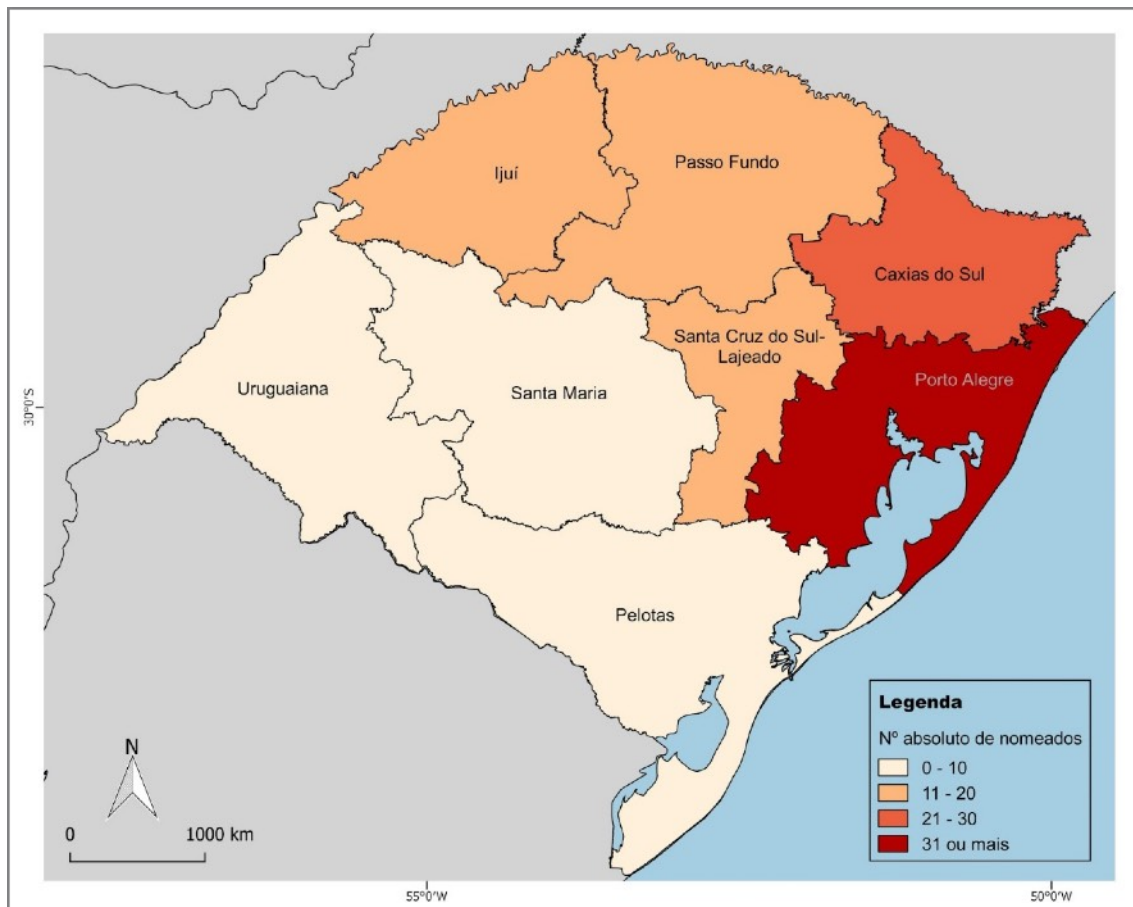 Passo Fundo
Ijuí
Caxias do Sul
Santa Cruz do Sul-
Lajeado
Porto Alegre
Uruguaiana
Santa Maria
30°0'S
Pelotas
Legenda
Nº absoluto de nomeados
0 - 10
11 - 20
21 - 30
31 ou mais
N
0 1000 km
55°0'W
50°0'W